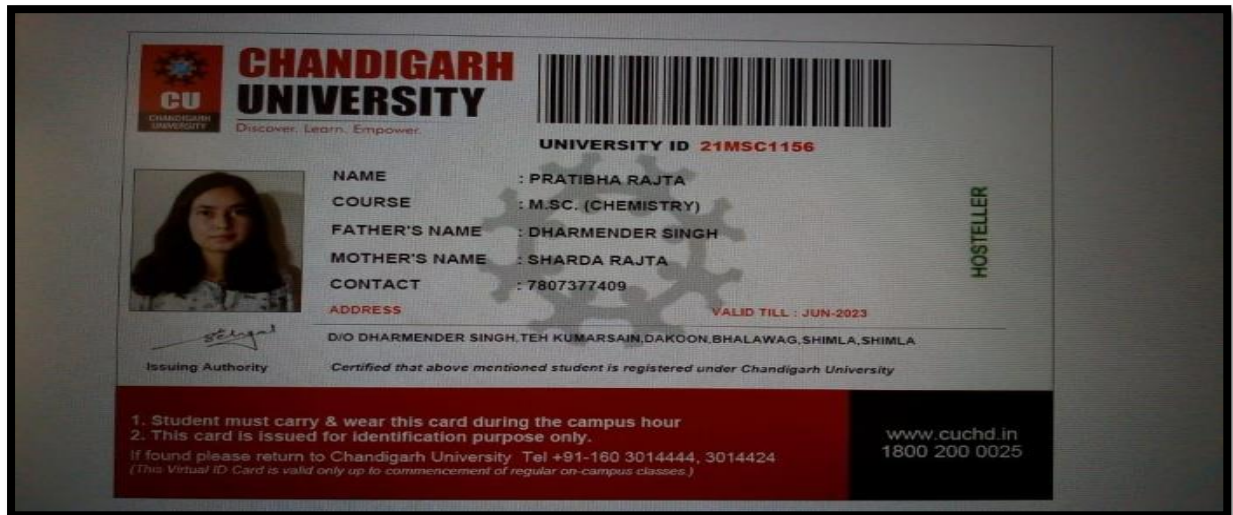 CHANDIGARH
UNIVERSITY
Discover. Learn. Empower.
CU
CHANDIGARH
UNIVERSITY
UNIVERSITY ID 21MSC1156
NAME : PRATIBHA RAJTA
COURSE : M.SC. (CHEMISTRY)
FATHER'S NAME : DHARMENDER SINGH
MOTHER'S NAME : SHARDA RAJTA
CONTACT : 7807377409
HOSTELLER
ADDRESS VALID TILL : JUN-2023
D/O DHARMENDER SINGH,TEH KUMARSAIN,DAKOON,BHALAWAG,SHIMLA,SHIMLA
Issuing Authority
Certified that above mentioned student is registered under Chandigarh University
1. Student must carry & wear this card during the campus hour
2. This card is issued for identification purpose only.
If found please return to Chandigarh University Tel +91-160 3014444, 3014424
(This Virtual ID Card is valid only up to commencement of regular on-campus classes.)
www.cuchd.in
1800 200 0025